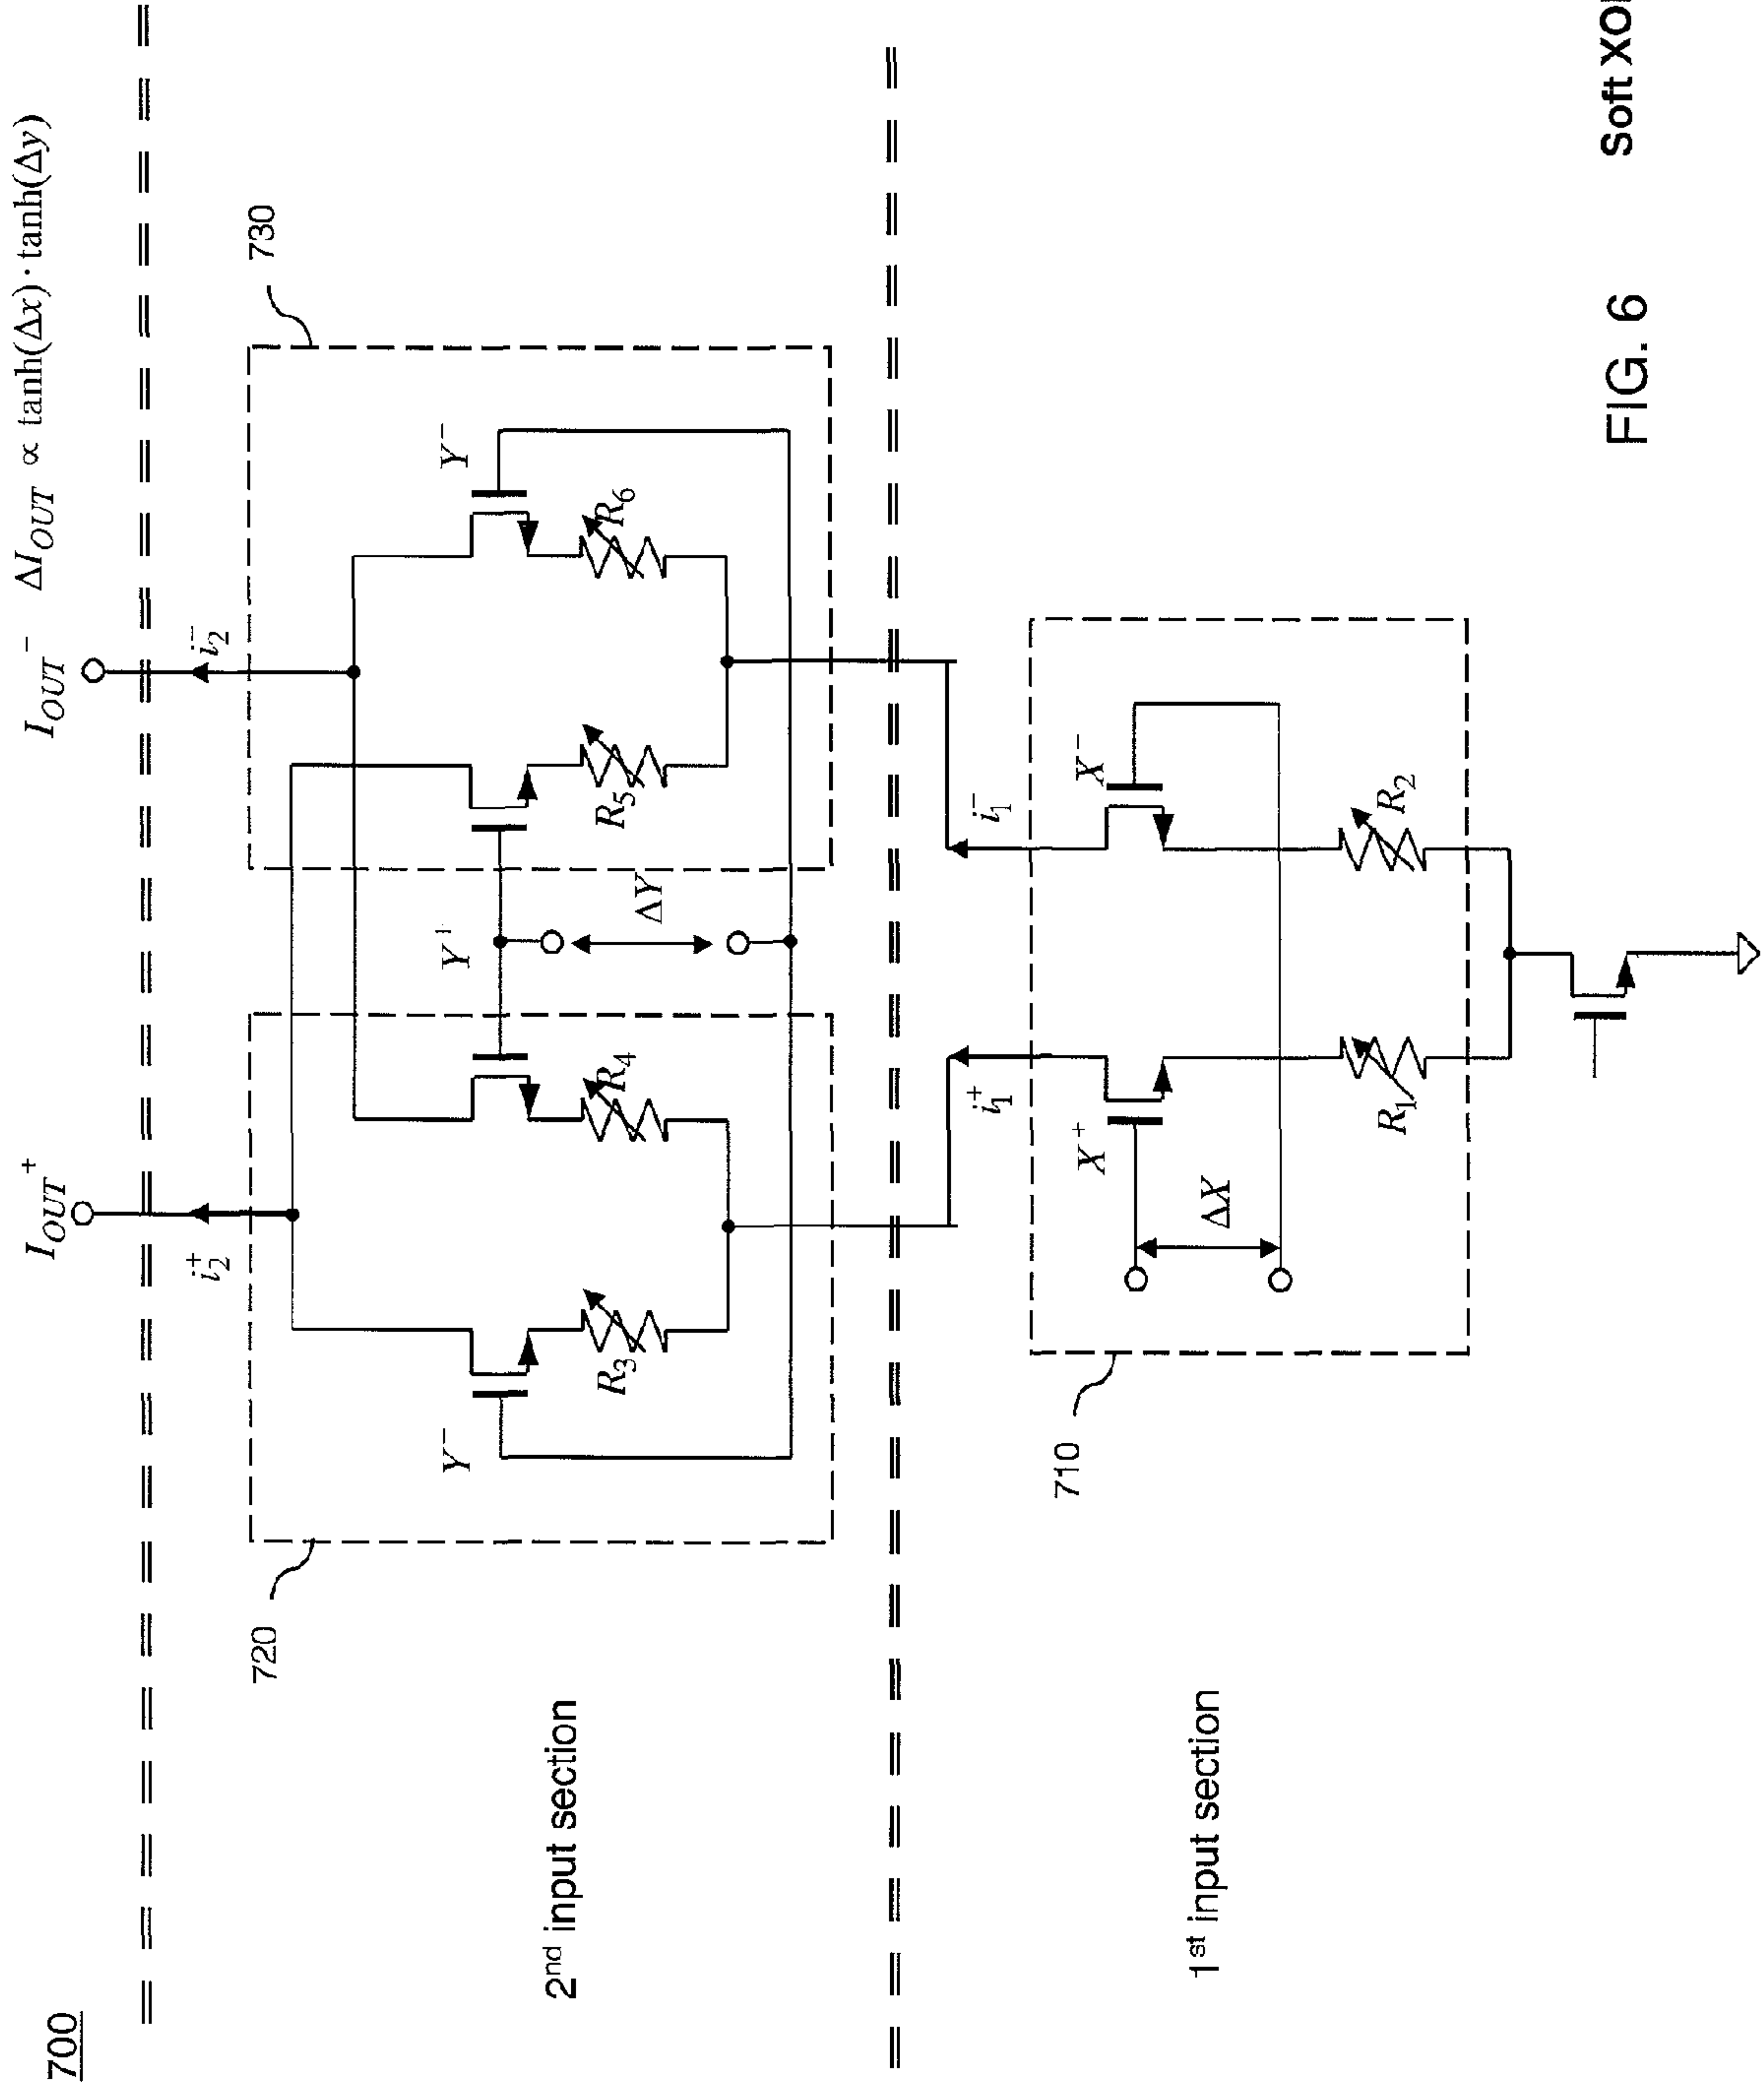 700
I_OUT^+
I_OUT^-
ΔI_OUT ∝ tanh(Δx)·tanh(Δy)
i_2^+
i_2^-
720
730
2nd input section
Y^-
Y^+
Y^-
ΔY
R_3
R_4
R_5
R_6
1st input section
710
i_1^+
i_1^-
X^+
X^-
ΔX
R_1
R_2
FIG. 6
Soft